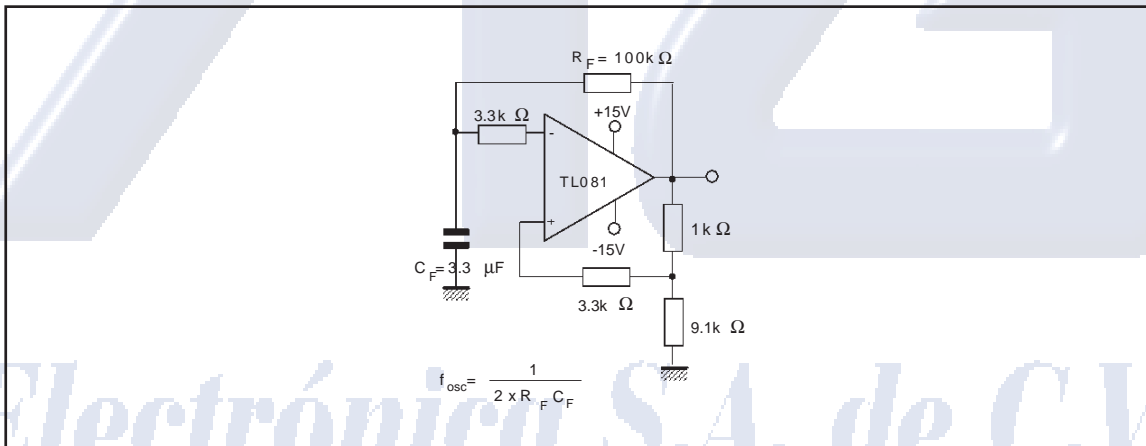 R F = 100k Ω
3.3k Ω
+15V
-
TL081
+
-15V
1k Ω
C F = 3.3 µF
3.3k Ω
9.1k Ω
f osc = 1
2 x R F C F
Electrónica S.A. de C.V